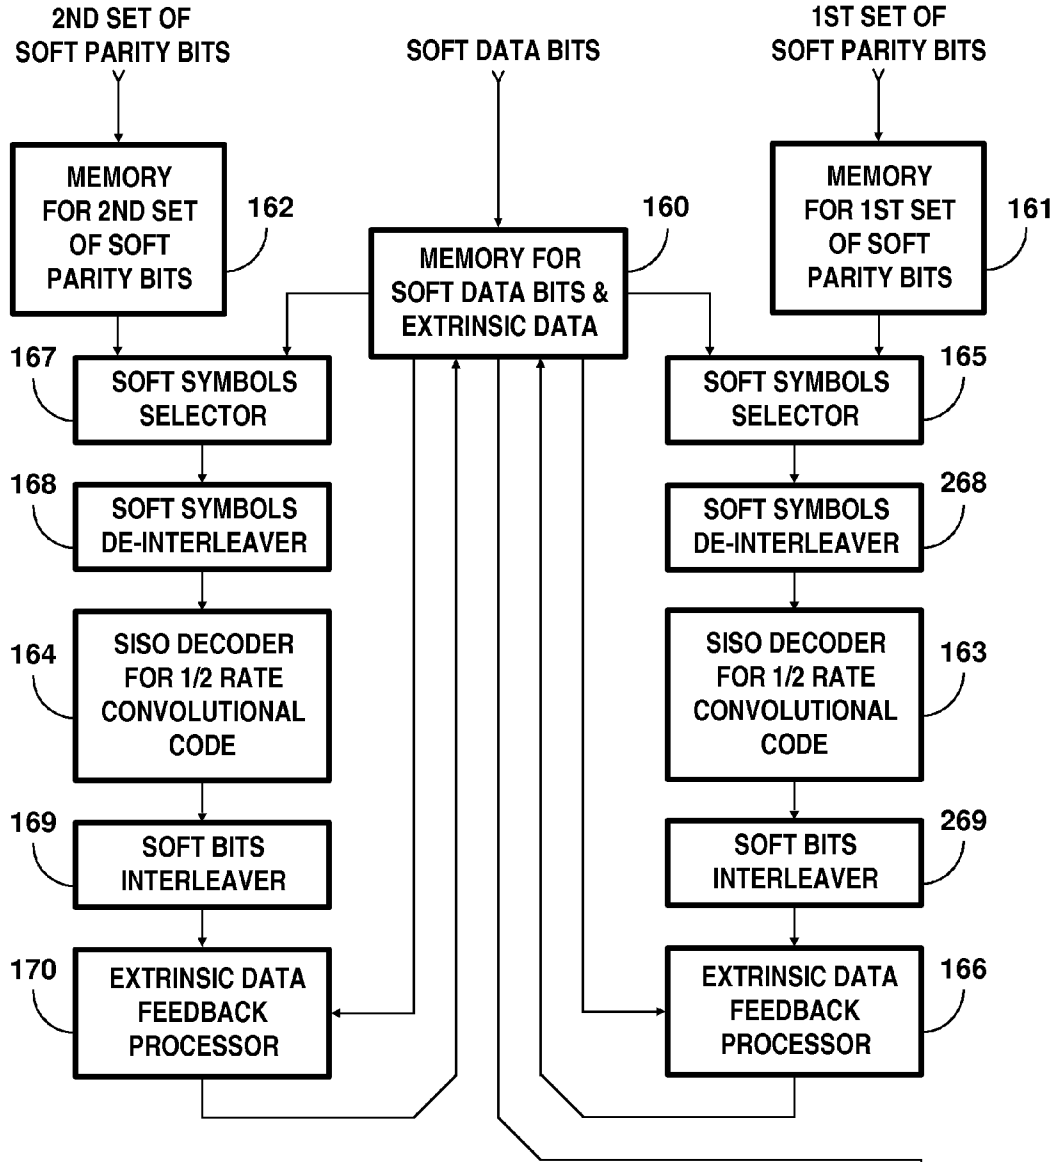 2ND SET OF
SOFT PARITY BITS
SOFT DATA BITS
1ST SET OF
SOFT PARITY BITS
MEMORY
FOR 2ND SET
OF SOFT
PARITY BITS
162
MEMORY FOR
SOFT DATA BITS &
EXTRINSIC DATA
160
MEMORY
FOR 1ST SET
OF SOFT
PARITY BITS
161
167
SOFT SYMBOLS
SELECTOR
SOFT SYMBOLS
SELECTOR
165
168
SOFT SYMBOLS
DE-INTERLEAVER
SOFT SYMBOLS
DE-INTERLEAVER
268
164
SISO DECODER
FOR 1/2 RATE
CONVOLUTIONAL
CODE
SISO DECODER
FOR 1/2 RATE
CONVOLUTIONAL
CODE
163
169
SOFT BITS
INTERLEAVER
SOFT BITS
INTERLEAVER
269
170
EXTRINSIC DATA
FEEDBACK
PROCESSOR
EXTRINSIC DATA
FEEDBACK
PROCESSOR
166